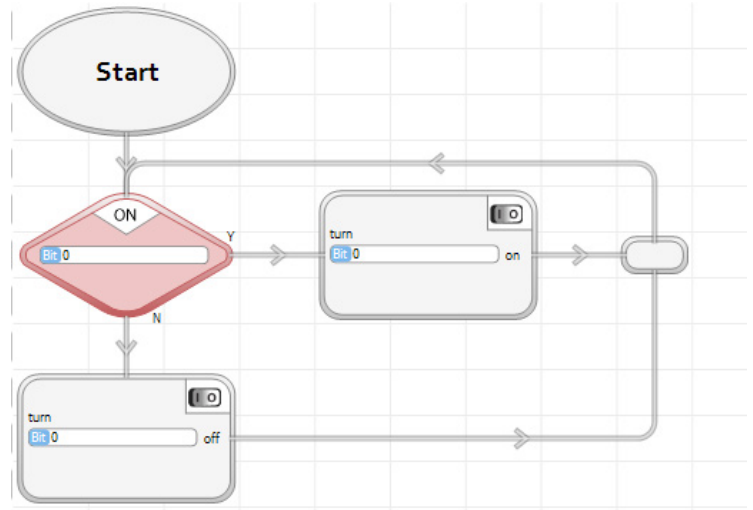 Start
ON
Bit 0
Y
N
turn
Bit 0 on
I O
turn
Bit 0 off
I O